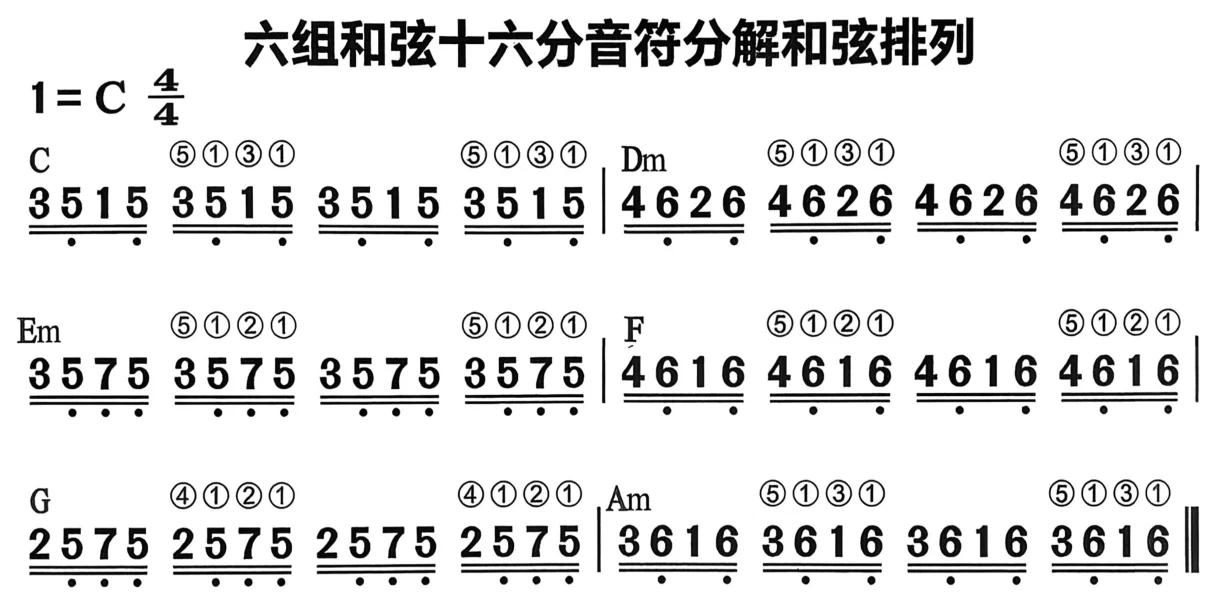 六组和弦十六分音符分解和弦排列
1=C 4/4
C ⑤①③① ⑤①③① Dm ⑤①③① ⑤①③①
3515 3515 3515 3515 | 4626 4626 4626 4626 |
Em ⑤①②① ⑤①②① F ⑤①②① ⑤①②①
3575 3575 3575 3575 | 4616 4616 4616 4616 |
G ④①②① ④①②① Am ⑤①③① ⑤①③①
2575 2575 2575 2575 | 3616 3616 3616 3616 ‖